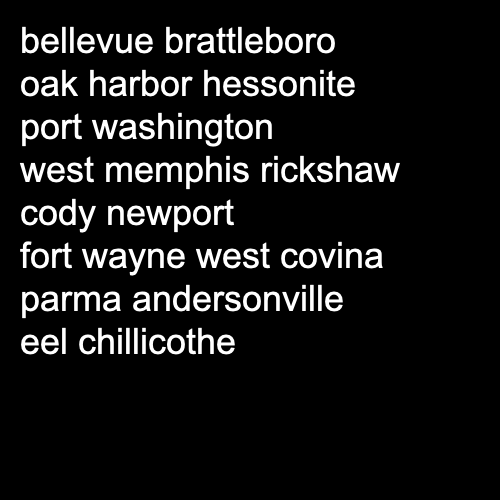 bellevue brattleboro
oak harbor hessonite
port washington
west memphis rickshaw
cody newport
fort wayne west covina
parma andersonville
eel chillicothe